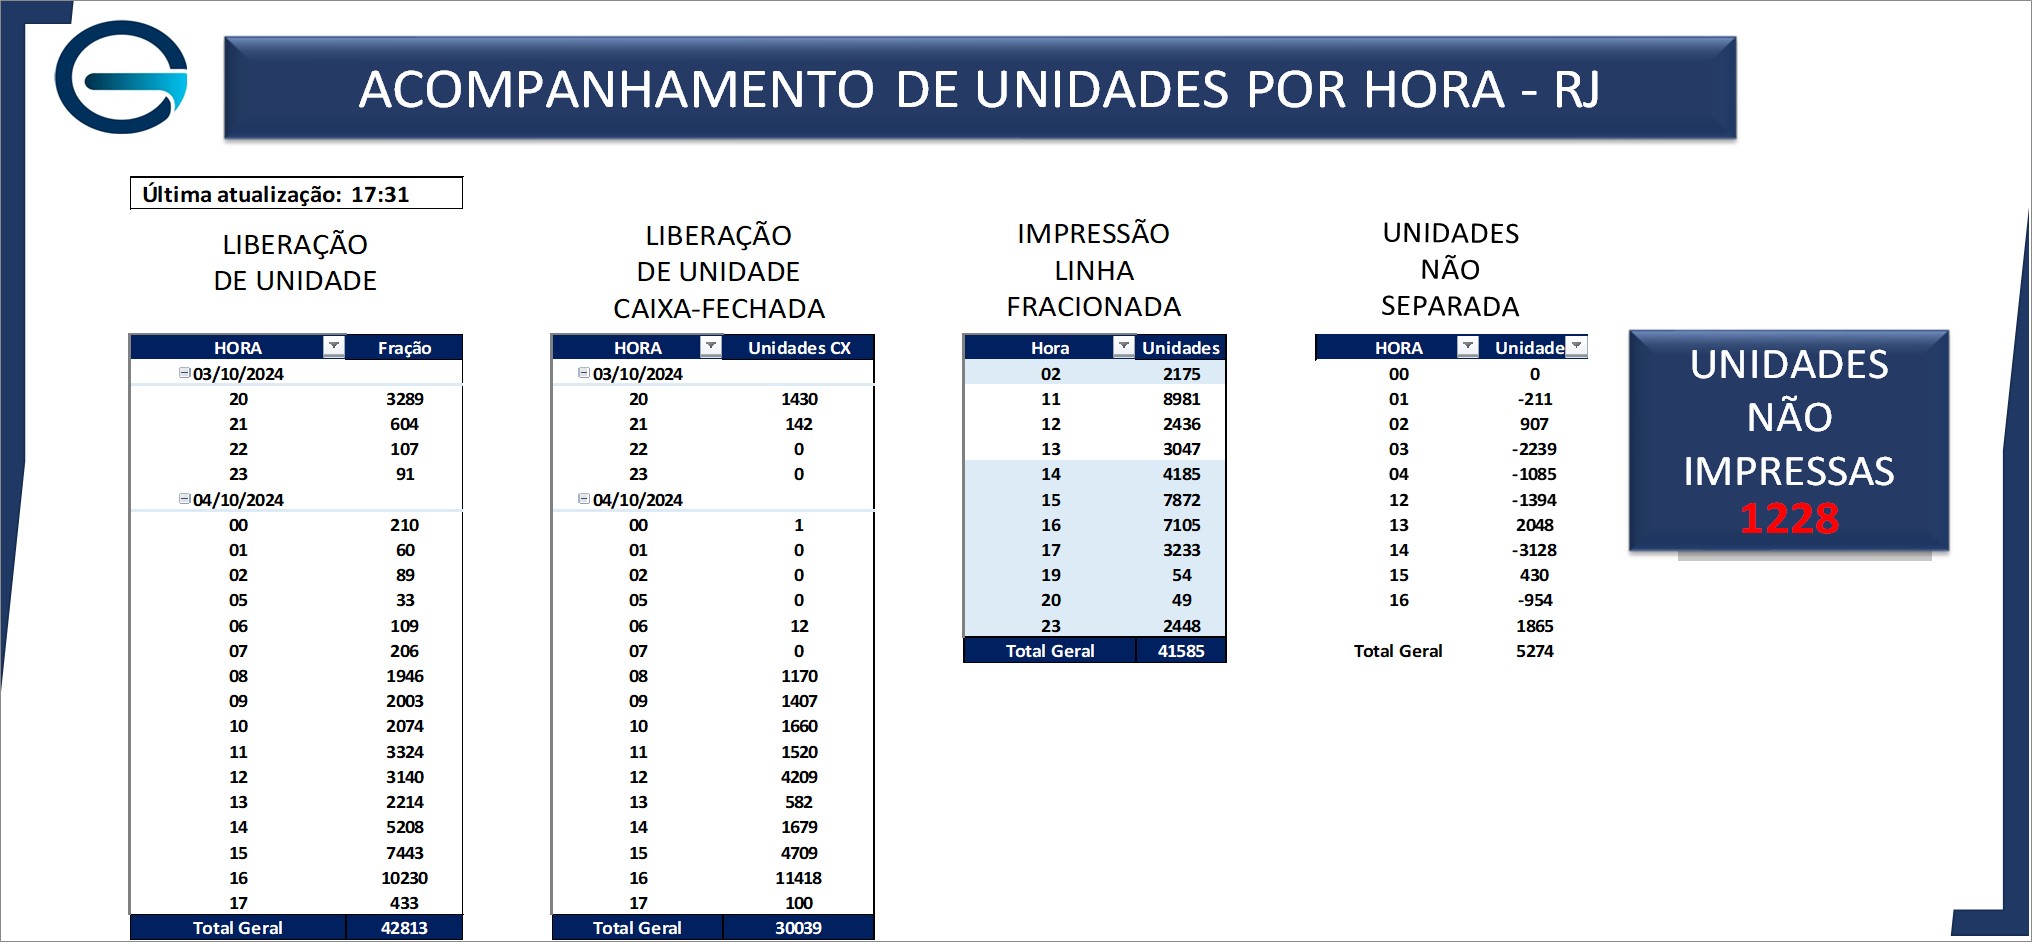 ACOMPANHAMENTO DE UNIDADES POR HORA - RJ
Última atualização: 17:31
LIBERAÇÃO
DE UNIDADE
HORA Fração
03/10/2024
20 3289
21 604
22 107
23 91
04/10/2024
00 210
01 60
02 89
05 33
06 109
07 206
08 1946
09 2003
10 2074
11 3324
12 3140
13 2214
14 5208
15 7443
16 10230
17 433
Total Geral 42813
LIBERAÇÃO
DE UNIDADE
CAIXA-FECHADA
HORA Unidades CX
03/10/2024
20 1430
21 142
22 0
23 0
04/10/2024
00 1
01 0
02 0
05 0
06 12
07 0
08 1170
09 1407
10 1660
11 1520
12 4209
13 582
14 1679
15 4709
16 11418
17 100
Total Geral 30039
IMPRESSÃO
LINHA
FRACIONADA
Hora Unidades
02 2175
11 8981
12 2436
13 3047
14 4185
15 7872
16 7105
17 3233
19 54
20 49
23 2448
Total Geral 41585
UNIDADES
NÃO
SEPARADA
HORA Unidade
00 0
01 -211
02 907
03 -2239
04 -1085
12 -1394
13 2048
14 -3128
15 430
16 -954
1865
Total Geral 5274
UNIDADES
NÃO
IMPRESSAS
1228